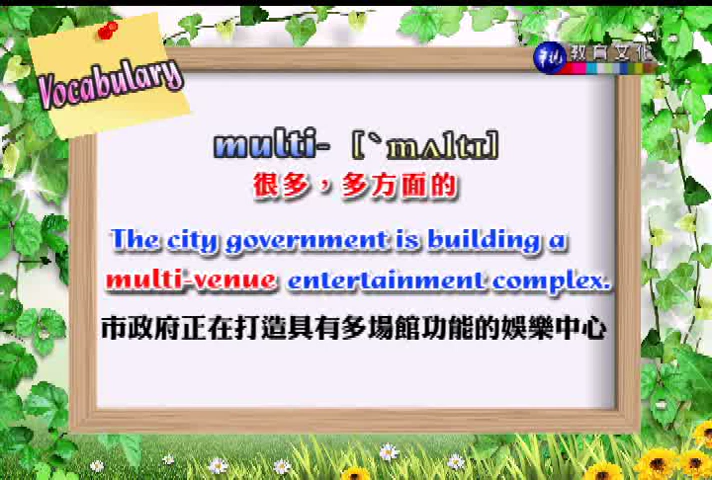 Vocabulary
華視 教育文化
multi- [ˋmʌltɪ]
很多，多方面的
The city government is building a
multi-venue entertainment complex.
市政府正在打造具有多場館功能的娛樂中心